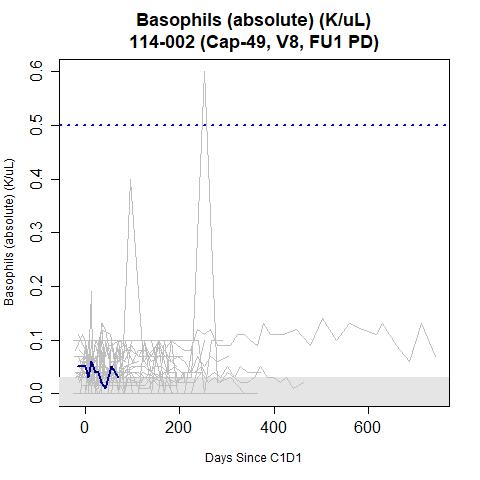 Basophils (absolute) (K/uL)
114-002 (Cap-49, V8, FU1 PD)
Basophils (absolute) (K/uL)
0.6
0.5
0.4
0.3
0.2
0.1
0.0
0 200 400 600
Days Since C1D1